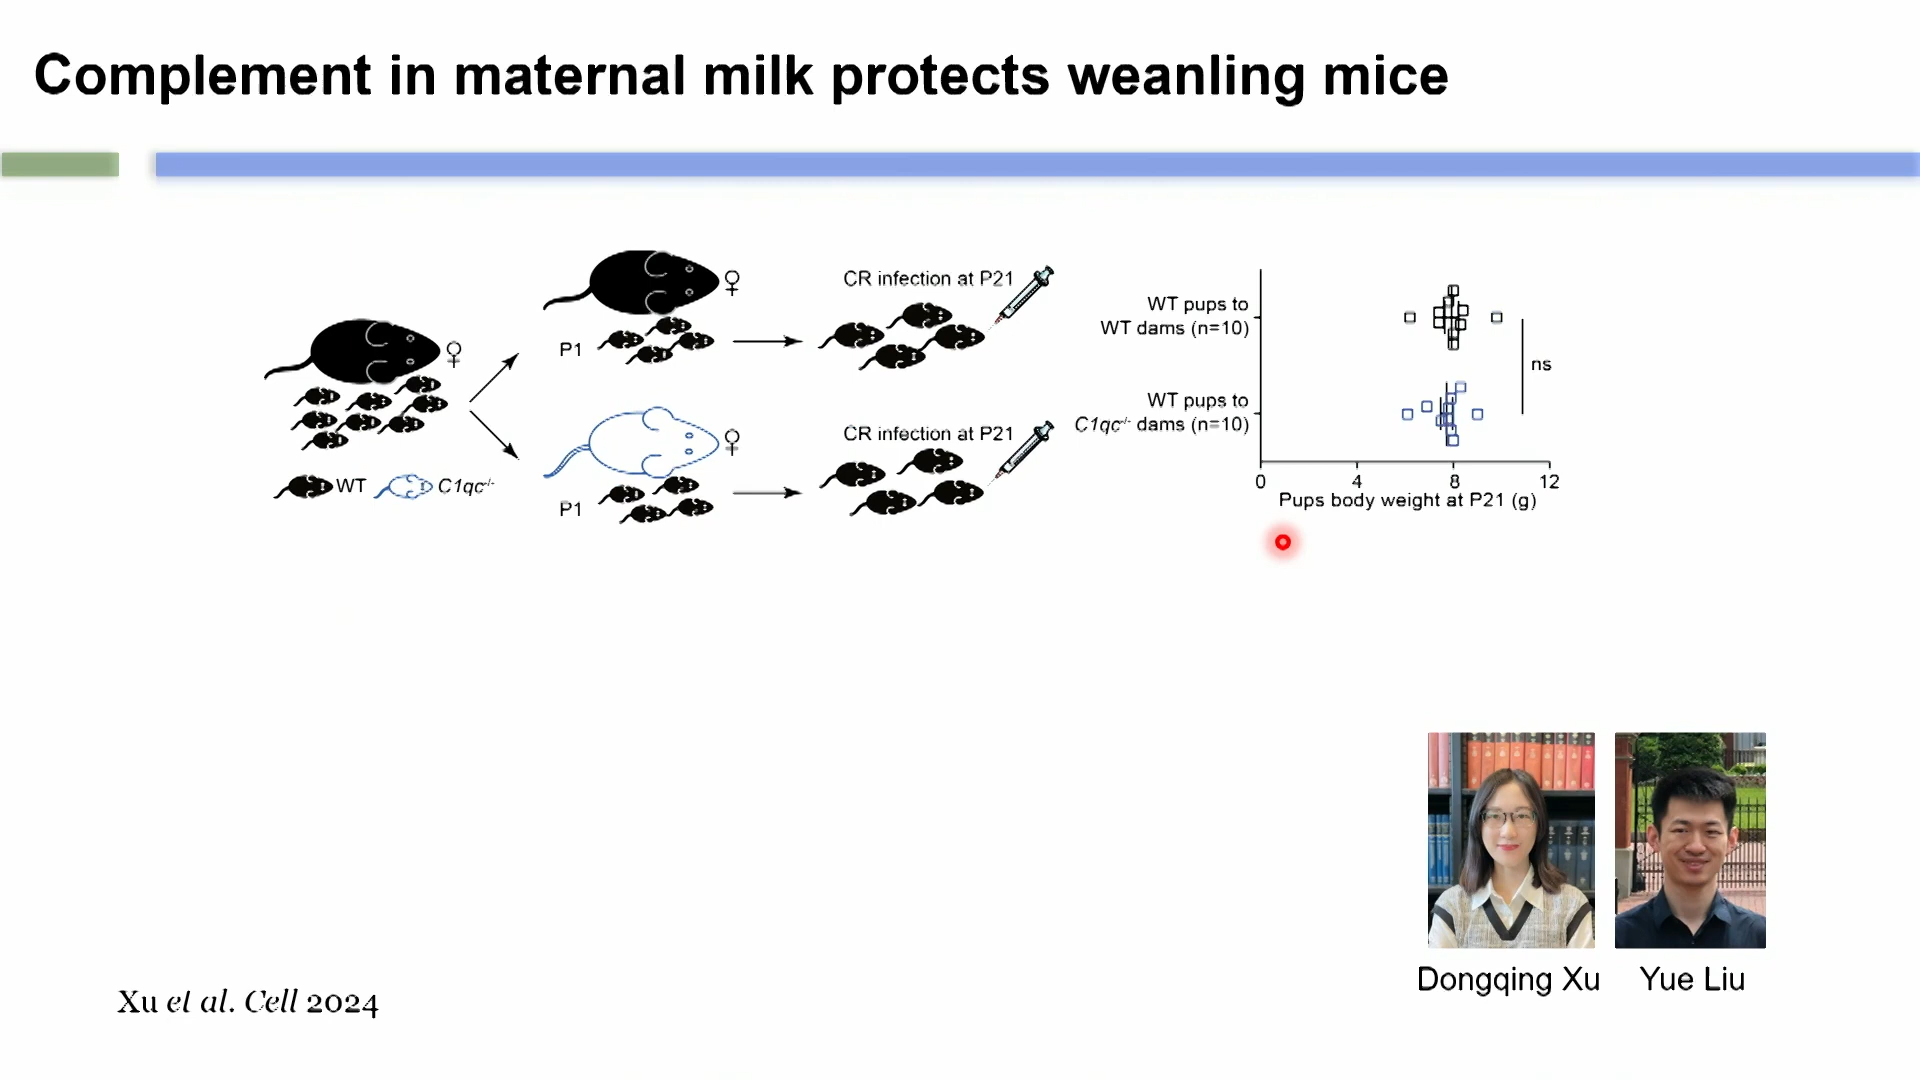 Complement in maternal milk protects weanling mice
♀
WT
C1qc-/-
♀
P1
CR infection at P21
♀
P1
CR infection at P21
WT pups to
WT dams (n=10)
WT pups to
C1qc-/- dams (n=10)
ns
0 4 8 12
Pups body weight at P21 (g)
Dongqing Xu
Yue Liu
Xu et al. Cell 2024